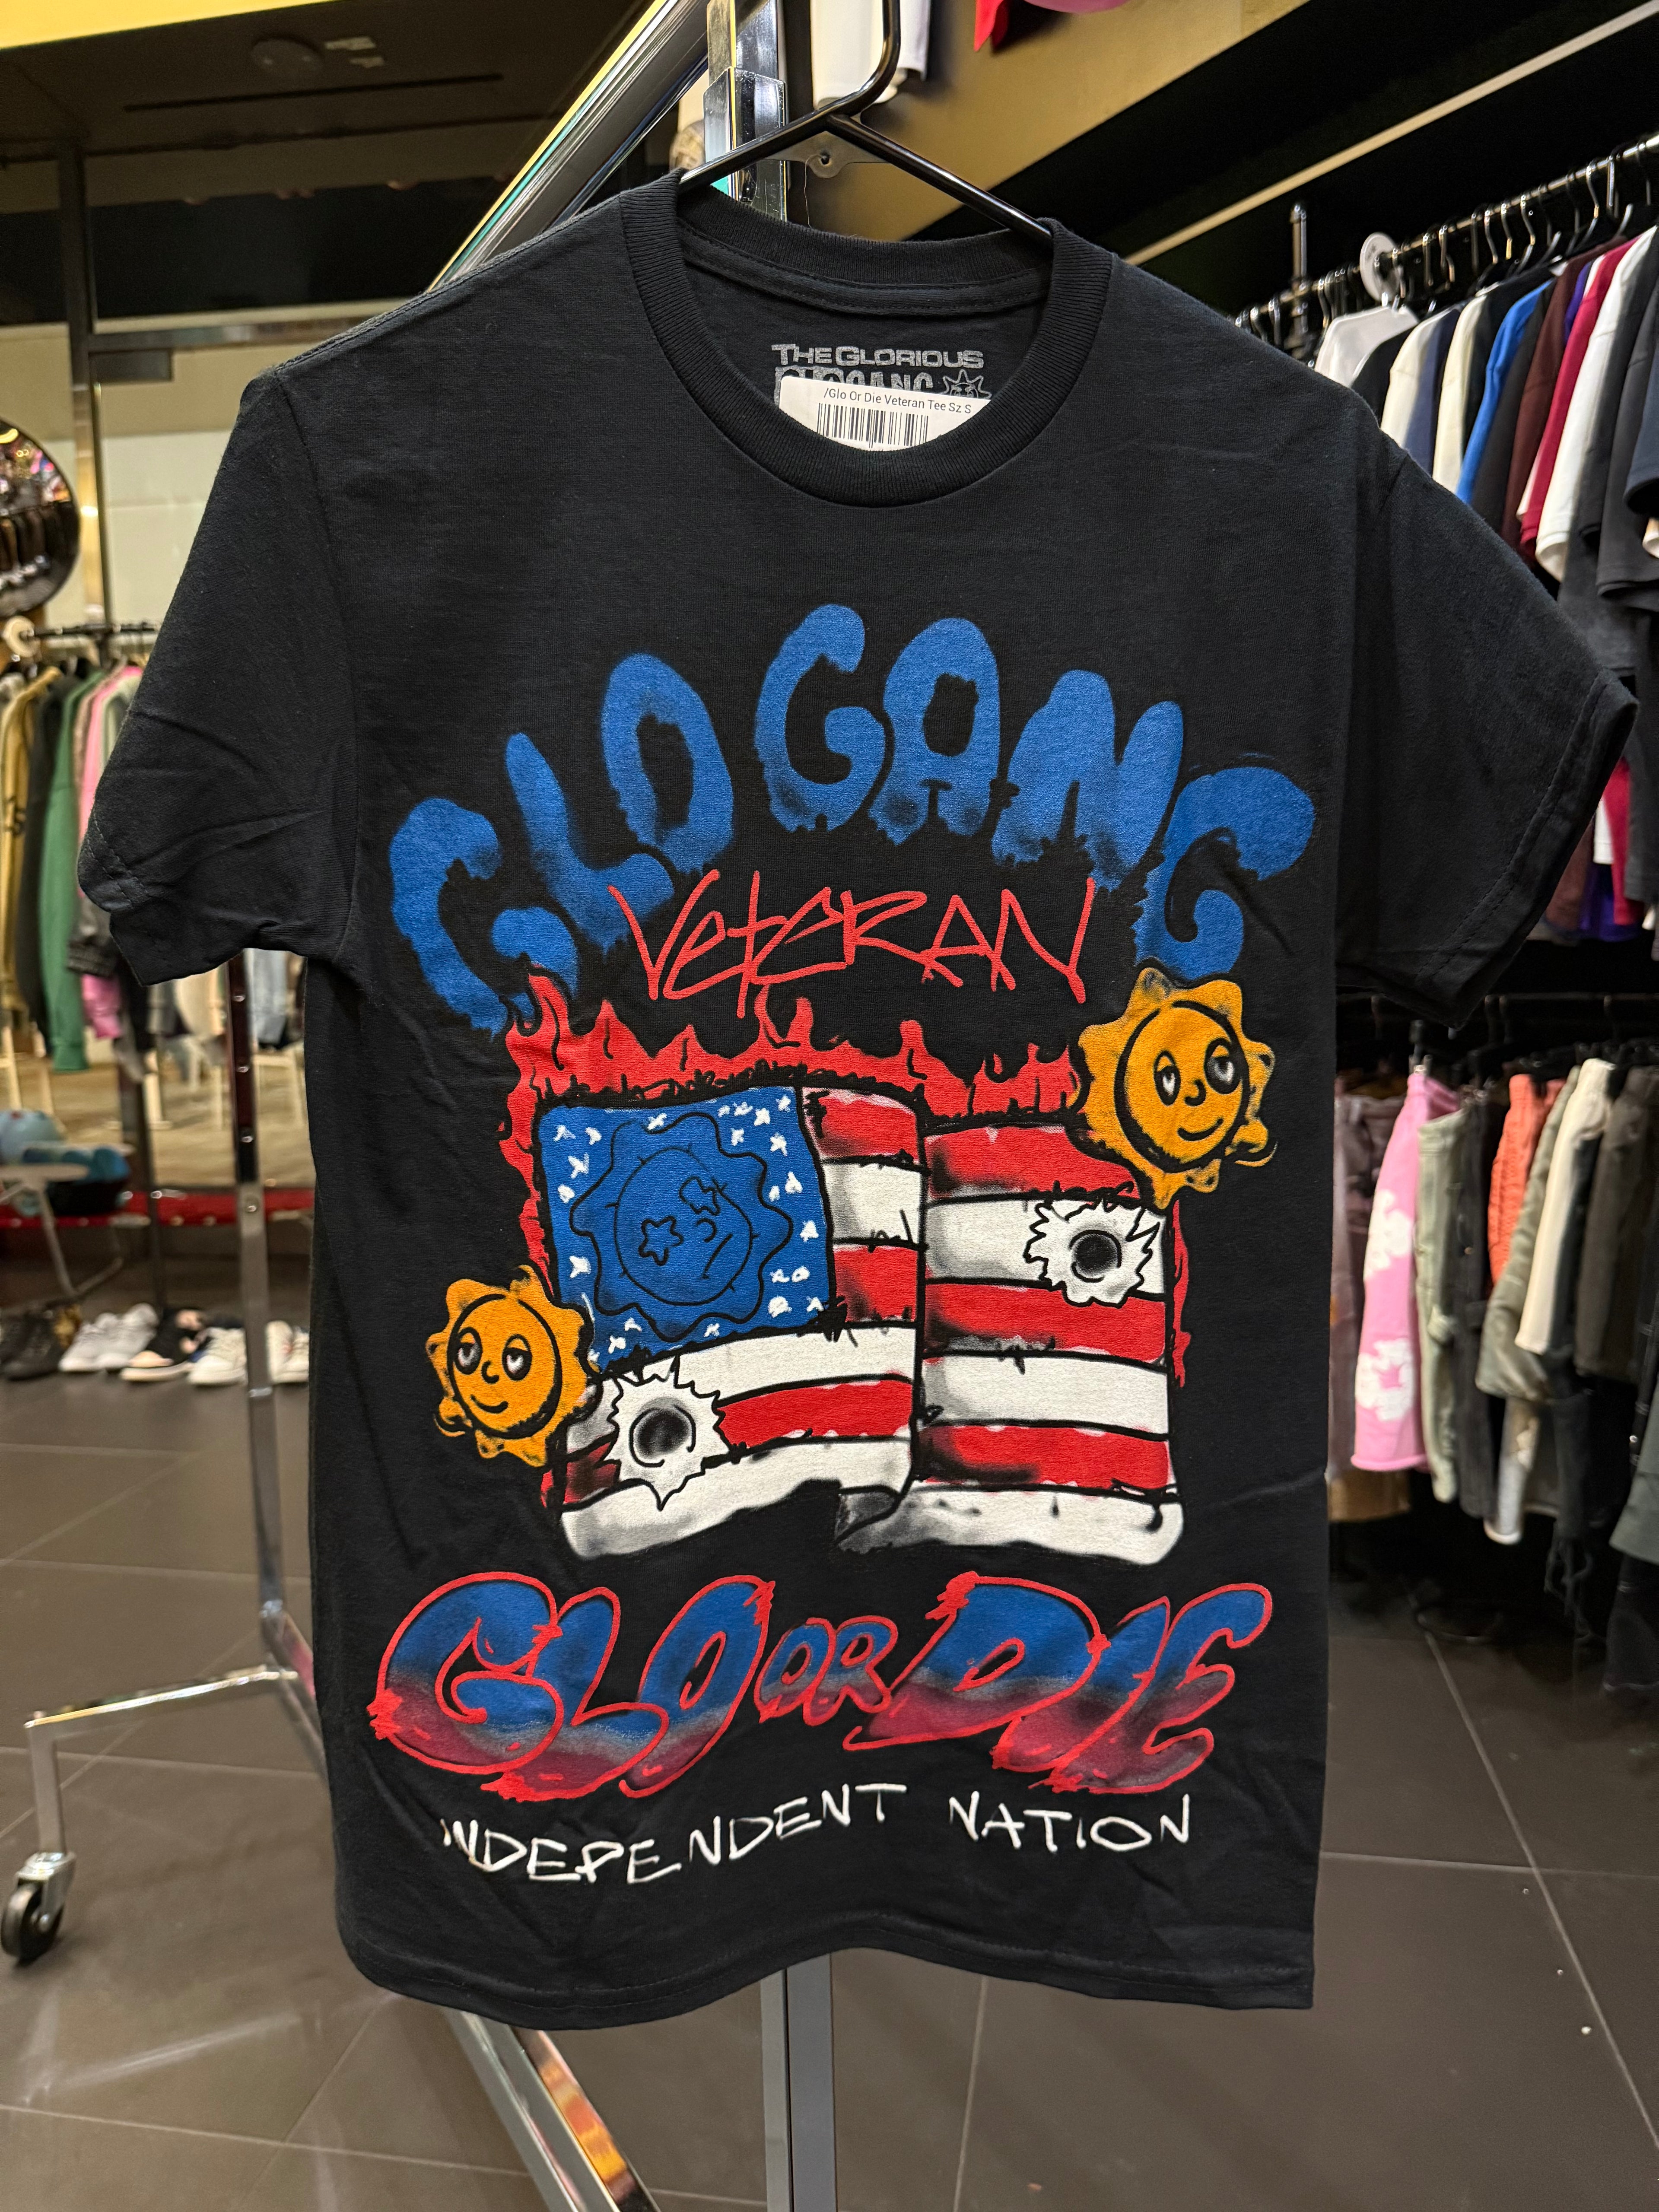 THE GLORIOUS
/Glo Or Die Veteran Tee Sz S
GLO GANG
VeteRAN
GLO OR DIE
INDEPENDENT NATION